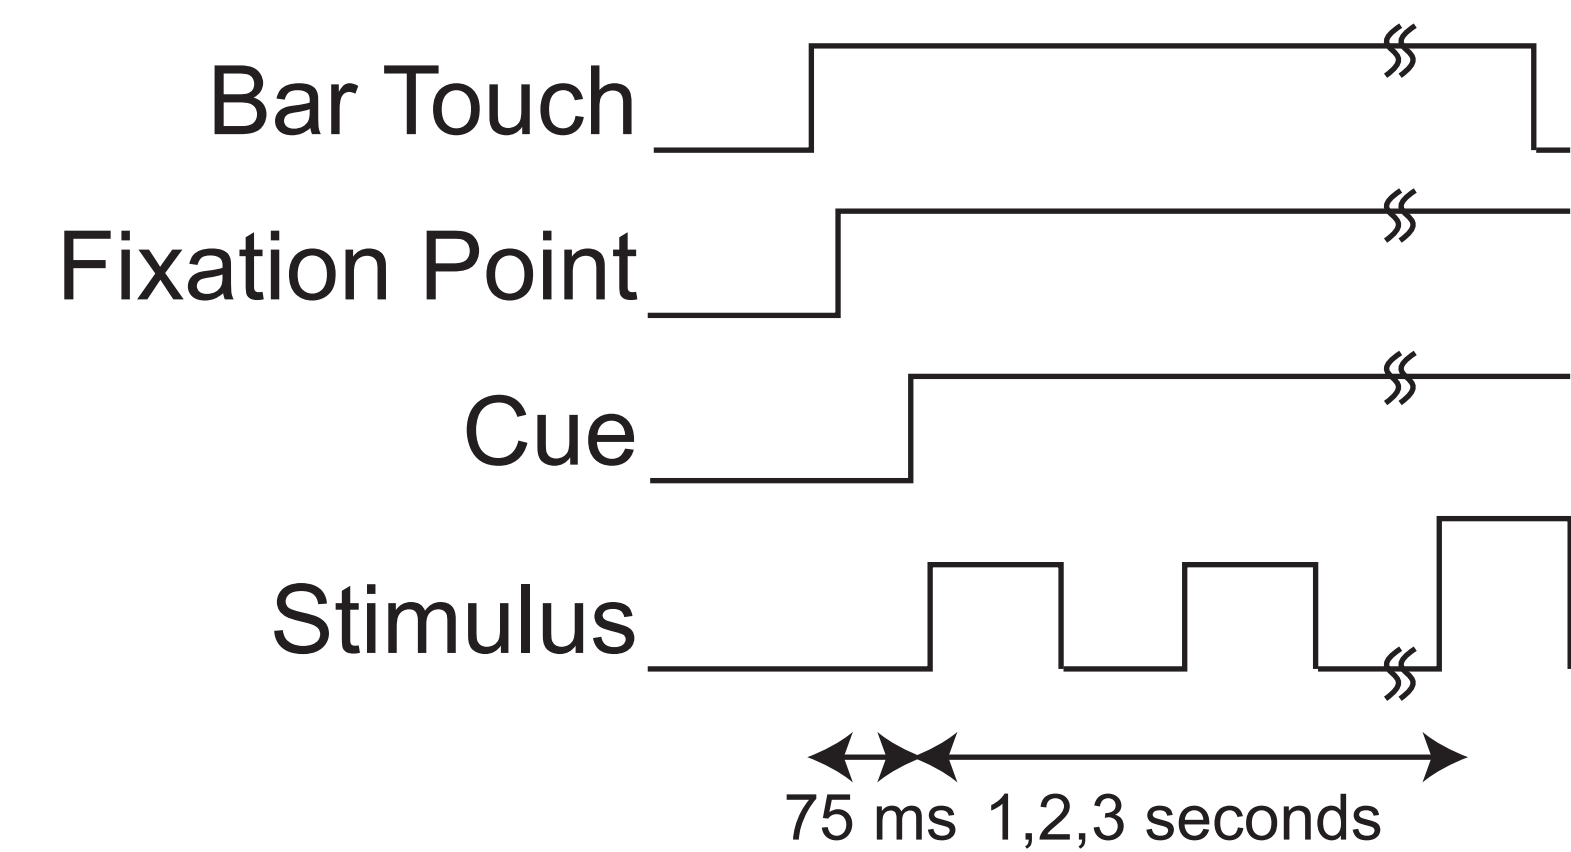 Bar Touch
Fixation Point
Cue
Stimulus
75 ms 1,2,3 seconds